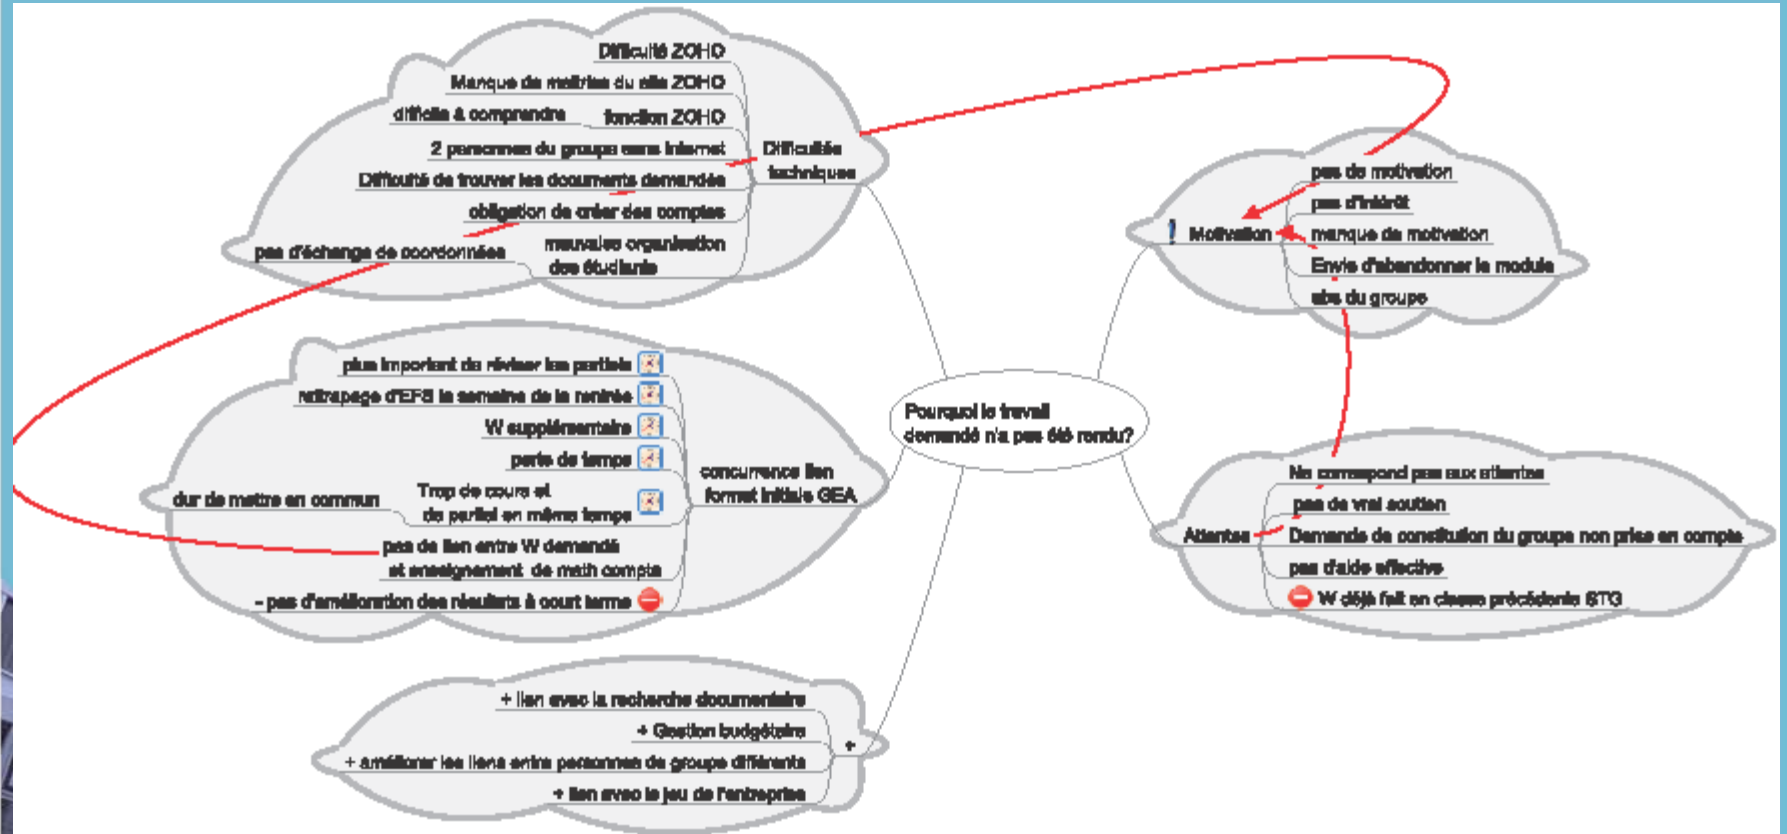 Difficulté ZOHO
Manque de maitrise du site ZOHO
difficile à comprendre
fonction ZOHO
2 personnes du groupe sans internet
Difficulté de trouver les documents demandés
obligation de créer des comptes
pas d'échange de coordonnées
mauvaise organisation
des étudiants
Difficultés
techniques
plus important de réviser les partiels
rattrapage d'EFS la semaine de la rentrée
W supplémentaire
perte de temps
dur de mettre en commun
Trop de cours et
de partiel en même temps
pas de lien entre W demandé
et enseignement de math compta
- pas d'amélioration des résultats à court terme
concurrence lien
format initiale GEA
+ lien avec la recherche documentaire
+ Gestion budgétaire
+ améliorer les liens entre personnes de groupe différents
+ lien avec le jeu de l'entreprise
+
Pourquoi le travail
demandé n'a pas été rendu?
! Motivation
pas de motivation
pas d'intérêt
manque de motivation
Envie d'abandonner le module
abs du groupe
Attentes
Ne correspond pas aux attentes
pas de vrai soutien
Demande de constitution du groupe non prise en compte
pas d'aide effective
W déjà fait en classe précédente STG